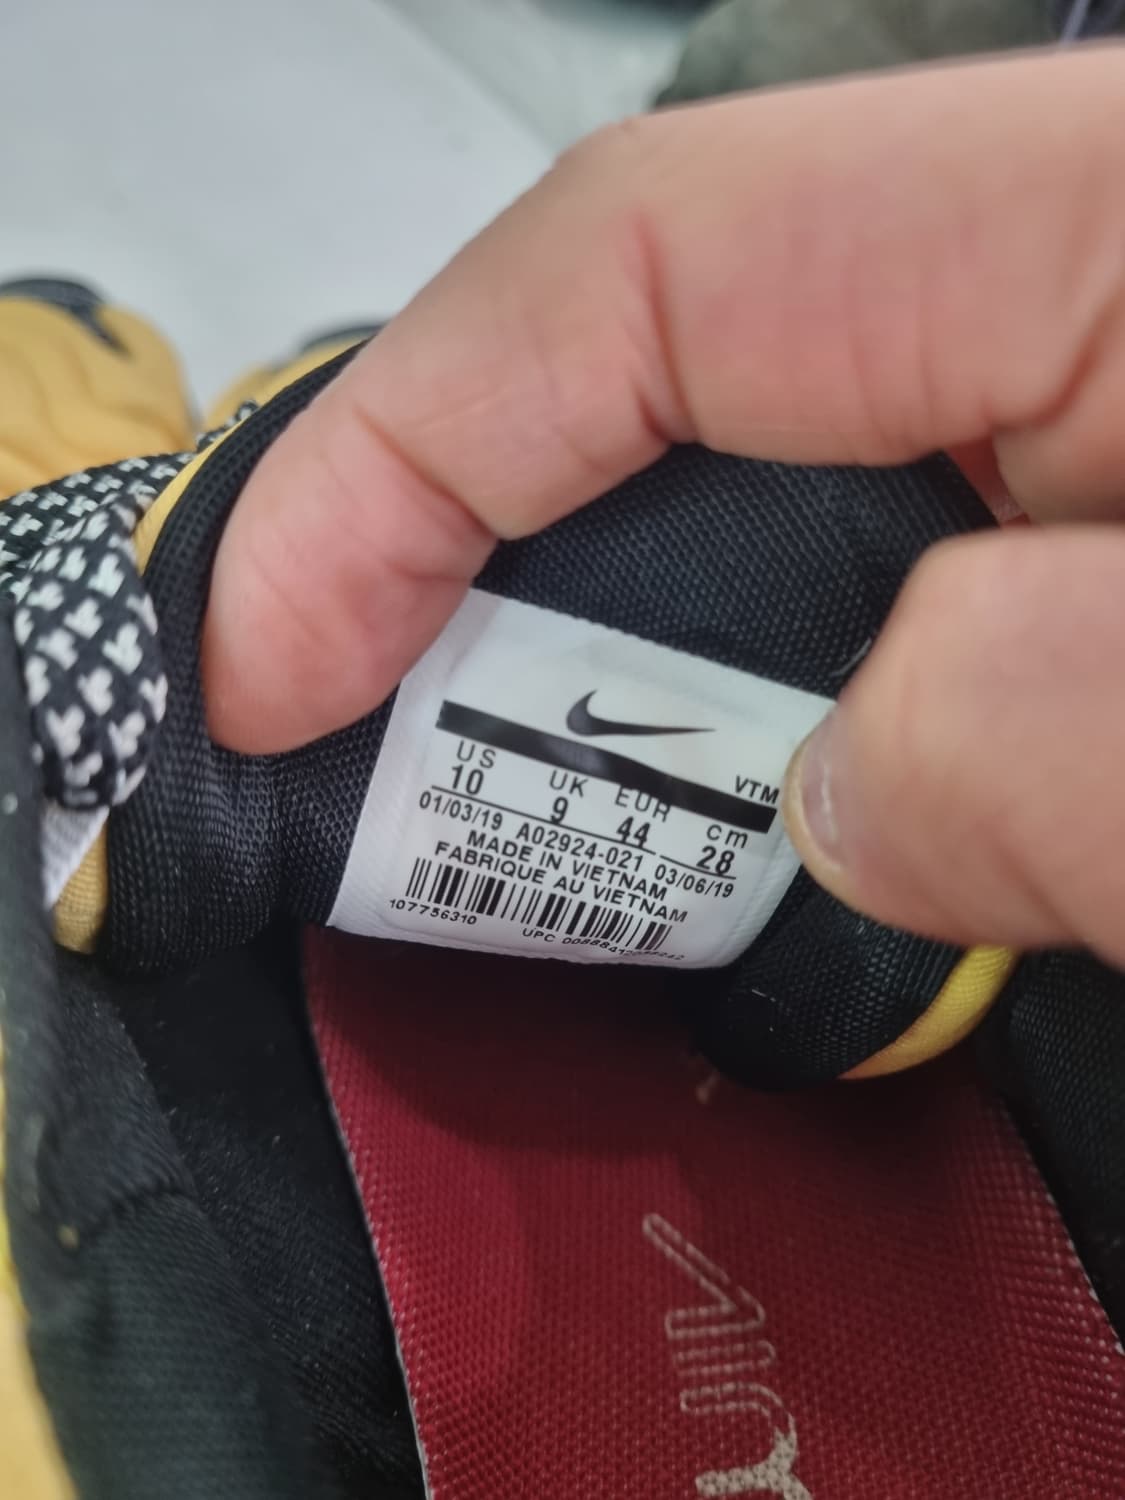 VTM
US UK EUR cm
10 9 44 28
01/03/19 A02924-021 03/06/19
MADE IN VIETNAM
FABRIQUE AU VIETNAM
107756310
UPC
AIR